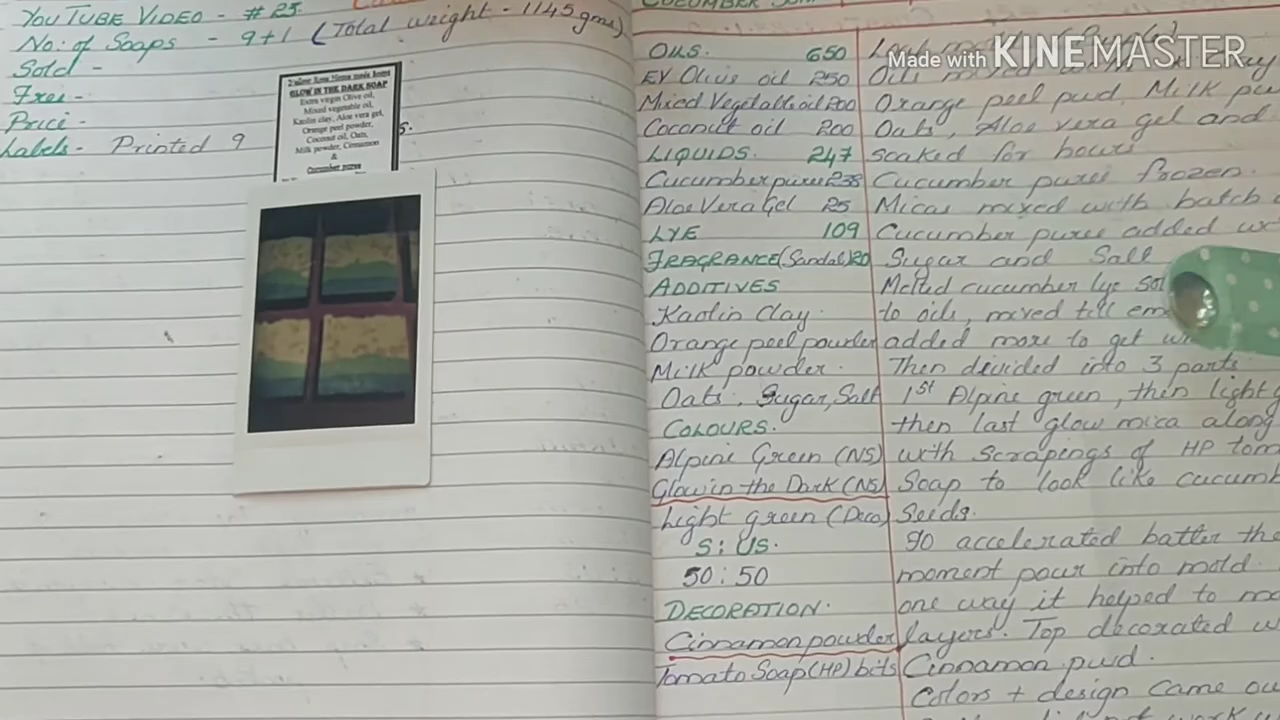 YOUTUBE VIDEO - #25.
No: of Soaps - 9+1 (Total weight - 1145 gms)
Sold -
Free -
Price -
Labels - Printed 9
GLOW IN THE DARK SOAP
Extra virgin Olive oil,
Mixed vegetable oil,
Kaolin clay, Aloe vera gel,
Orange peel powder,
Coconut oil, Oats,
Milk powder, Cinnamon
&
Cucumber puree
CUCUMBER
OILS. 650
EV Olive oil 250
Mixed Vegetable oil 200
Coconut oil 200
LIQUIDS. 247
Cucumber puree 235
Aloe Vera Gel 25
LYE 109
FRAGRANCE (Sandal) 20
ADDITIVES
Kaolin Clay.
Orange peel powder
Milk powder.
Oats, Sugar, Salt
COLOURS.
Alpine Green (NS)
Glow in the Dark (NS)
Light green (Deco)
S: US.
50:50
DECORATION.
Cinnamon powder
Tomato Soap (HP) bits
Made with KINEMASTER
Oils mixed
Orange peel pwd, Milk
Oats, Aloe vera gel and
soaked for hours
Cucumber puree frozen.
Micas mixed with batch
Cucumber puree added
Sugar and Salt
Melted cucumber lye
to oils, mixed till
added more to get
Then divided into 3 parts
1st Alpine green, then light
then last glow mica along
with scrapings of HP
Soap to look like
Seeds.
So accelerated batter the
moment pour into mold.
one way it helped to
layers. Top decorated
Cinnamon pwd.
Colors + design came